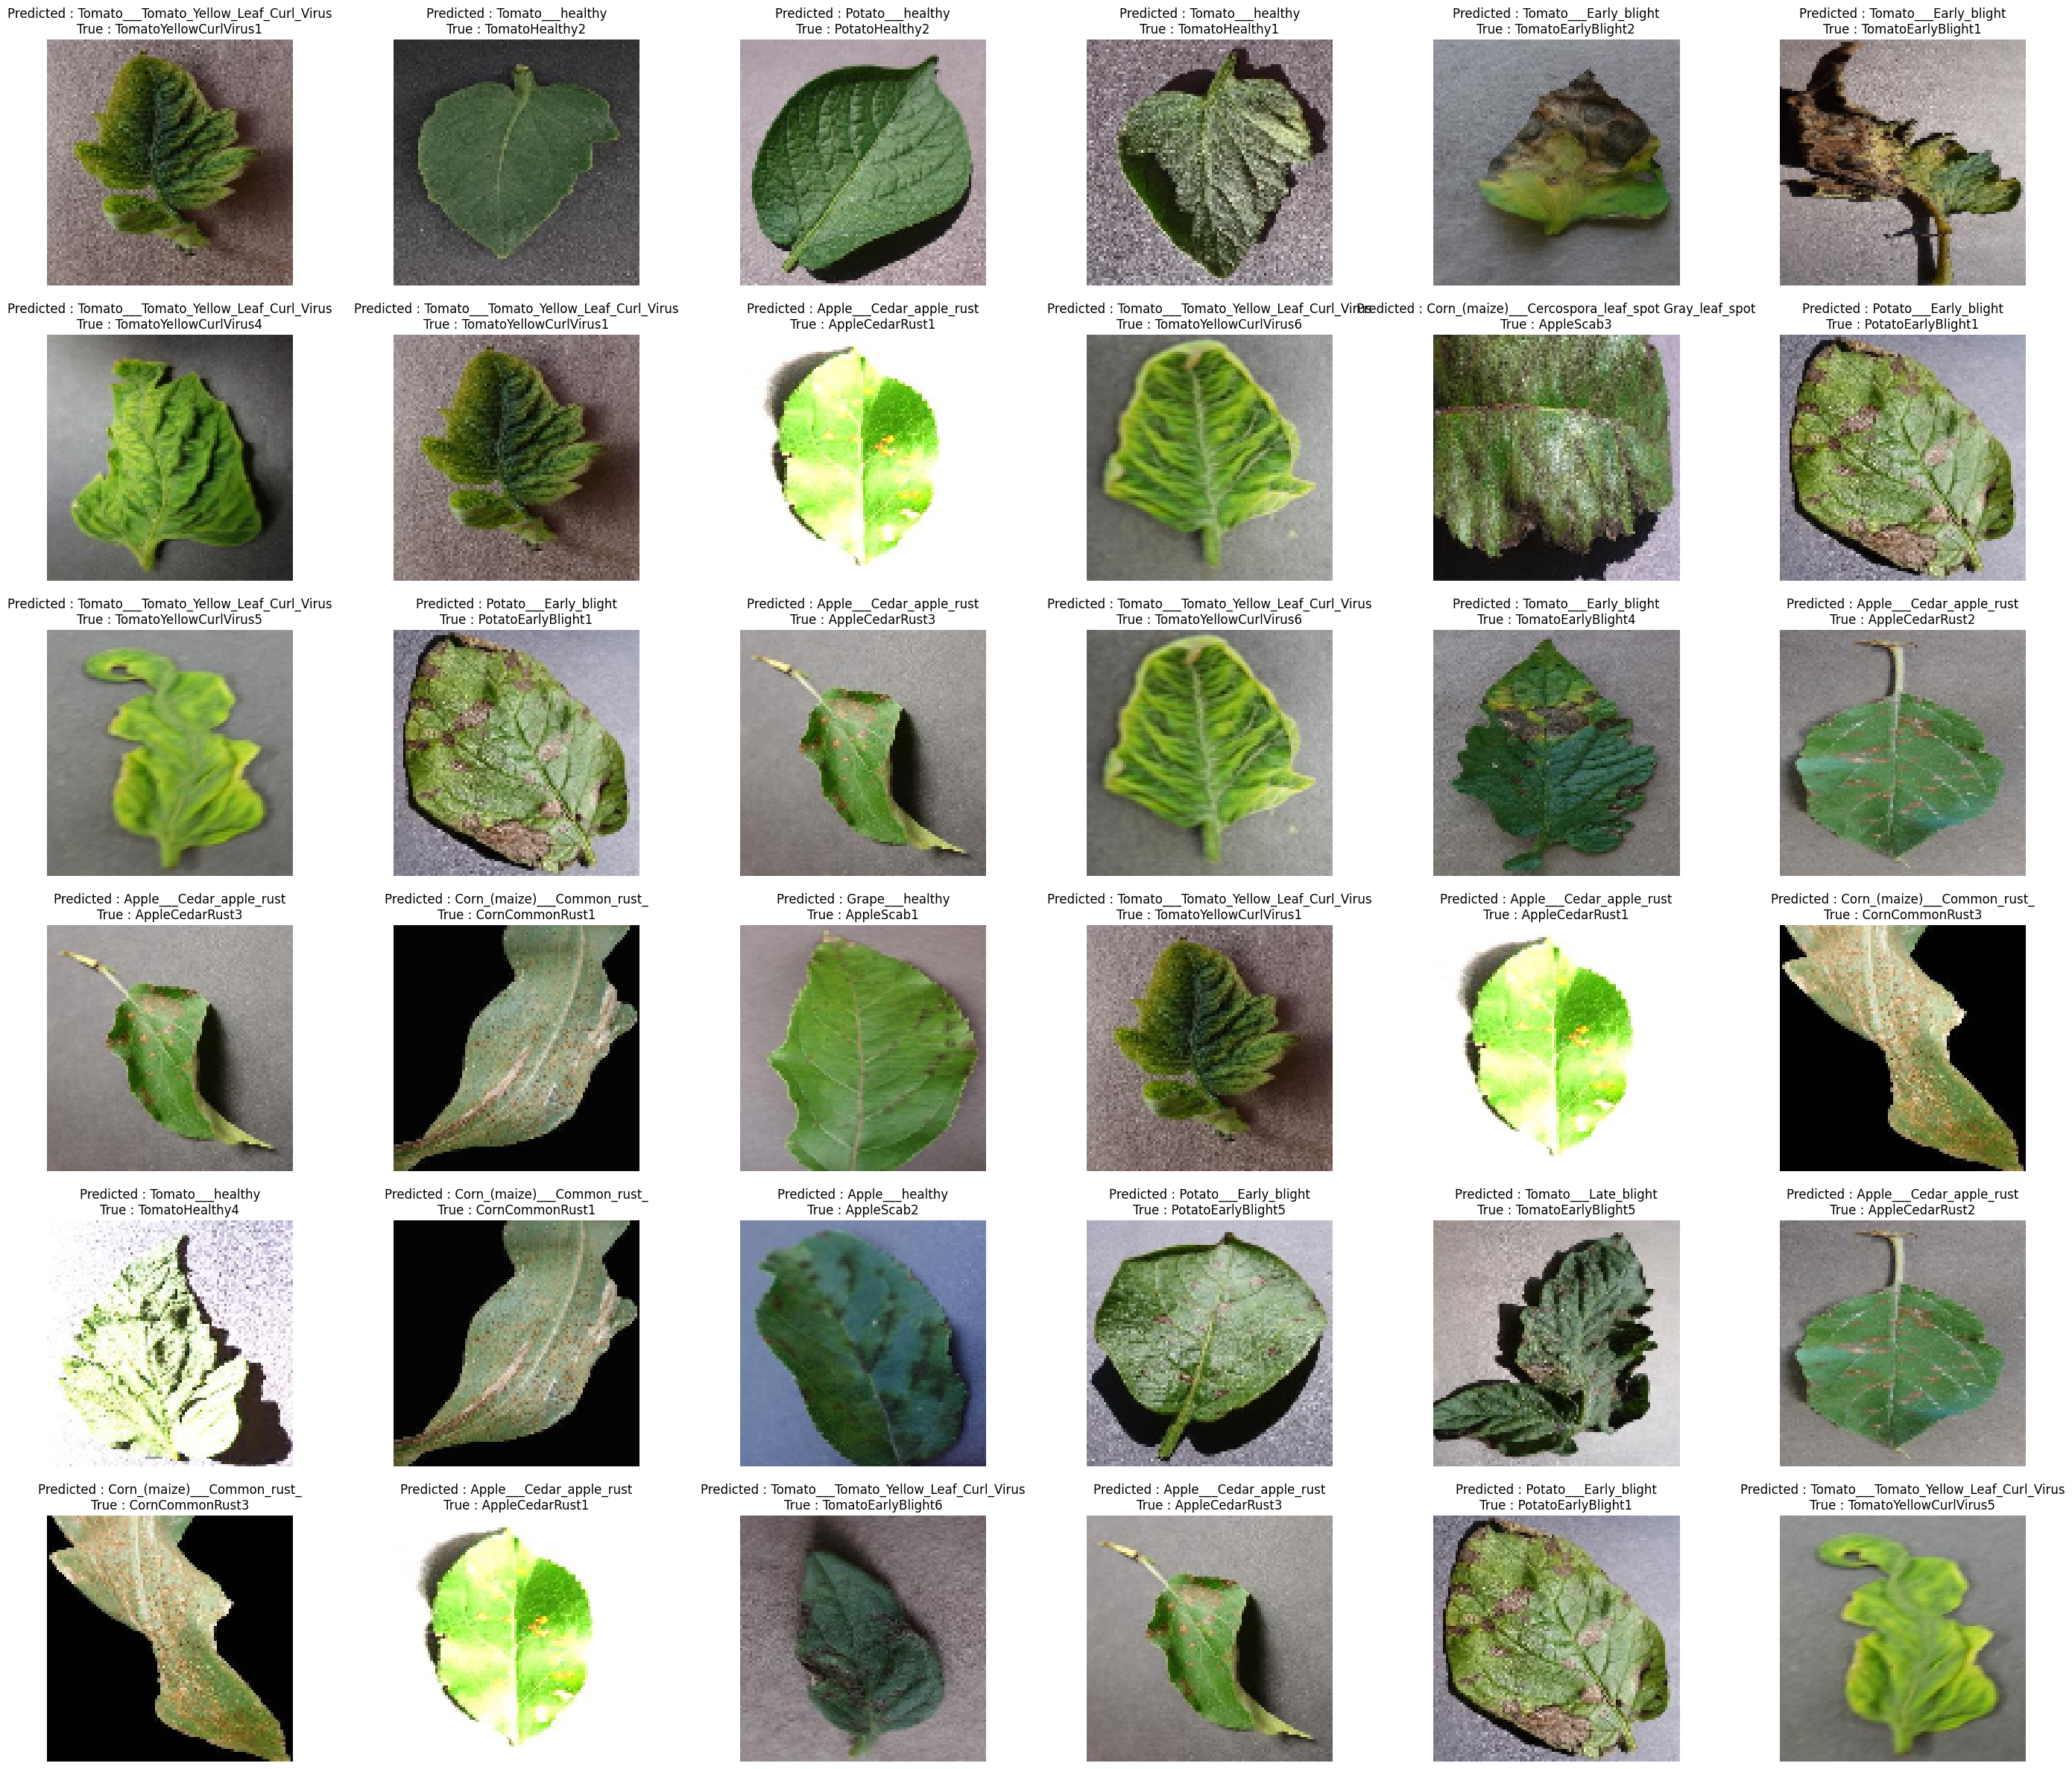 Predicted : Tomato___Tomato_Yellow_Leaf_Curl_Virus
True : TomatoYellowCurlVirus1
Predicted : Tomato___healthy
True : TomatoHealthy2
Predicted : Potato___healthy
True : PotatoHealthy2
Predicted : Tomato___healthy
True : TomatoHealthy1
Predicted : Tomato___Early_blight
True : TomatoEarlyBlight2
Predicted : Tomato___Early_blight
True : TomatoEarlyBlight1
Predicted : Tomato___Tomato_Yellow_Leaf_Curl_Virus
True : TomatoYellowCurlVirus4
Predicted : Tomato___Tomato_Yellow_Leaf_Curl_Virus
True : TomatoYellowCurlVirus1
Predicted : Apple___Cedar_apple_rust
True : AppleCedarRust1
Predicted : Tomato___Tomato_Yellow_Leaf_Curl_Virus
True : TomatoYellowCurlVirus6
Predicted : Corn_(maize)___Cercospora_leaf_spot Gray_leaf_spot
True : AppleScab3
Predicted : Potato___Early_blight
True : PotatoEarlyBlight1
Predicted : Tomato___Tomato_Yellow_Leaf_Curl_Virus
True : TomatoYellowCurlVirus5
Predicted : Potato___Early_blight
True : PotatoEarlyBlight1
Predicted : Apple___Cedar_apple_rust
True : AppleCedarRust3
Predicted : Tomato___Tomato_Yellow_Leaf_Curl_Virus
True : TomatoYellowCurlVirus6
Predicted : Tomato___Early_blight
True : TomatoEarlyBlight4
Predicted : Apple___Cedar_apple_rust
True : AppleCedarRust2
Predicted : Apple___Cedar_apple_rust
True : AppleCedarRust3
Predicted : Corn_(maize)___Common_rust_
True : CornCommonRust1
Predicted : Grape___healthy
True : AppleScab1
Predicted : Tomato___Tomato_Yellow_Leaf_Curl_Virus
True : TomatoYellowCurlVirus1
Predicted : Apple___Cedar_apple_rust
True : AppleCedarRust1
Predicted : Corn_(maize)___Common_rust_
True : CornCommonRust3
Predicted : Tomato___healthy
True : TomatoHealthy4
Predicted : Corn_(maize)___Common_rust_
True : CornCommonRust1
Predicted : Apple___healthy
True : AppleScab2
Predicted : Potato___Early_blight
True : PotatoEarlyBlight5
Predicted : Tomato___Late_blight
True : TomatoEarlyBlight5
Predicted : Apple___Cedar_apple_rust
True : AppleCedarRust2
Predicted : Corn_(maize)___Common_rust_
True : CornCommonRust3
Predicted : Apple___Cedar_apple_rust
True : AppleCedarRust1
Predicted : Tomato___Tomato_Yellow_Leaf_Curl_Virus
True : TomatoEarlyBlight6
Predicted : Apple___Cedar_apple_rust
True : AppleCedarRust3
Predicted : Potato___Early_blight
True : PotatoEarlyBlight1
Predicted : Tomato___Tomato_Yellow_Leaf_Curl_Virus
True : TomatoYellowCurlVirus5